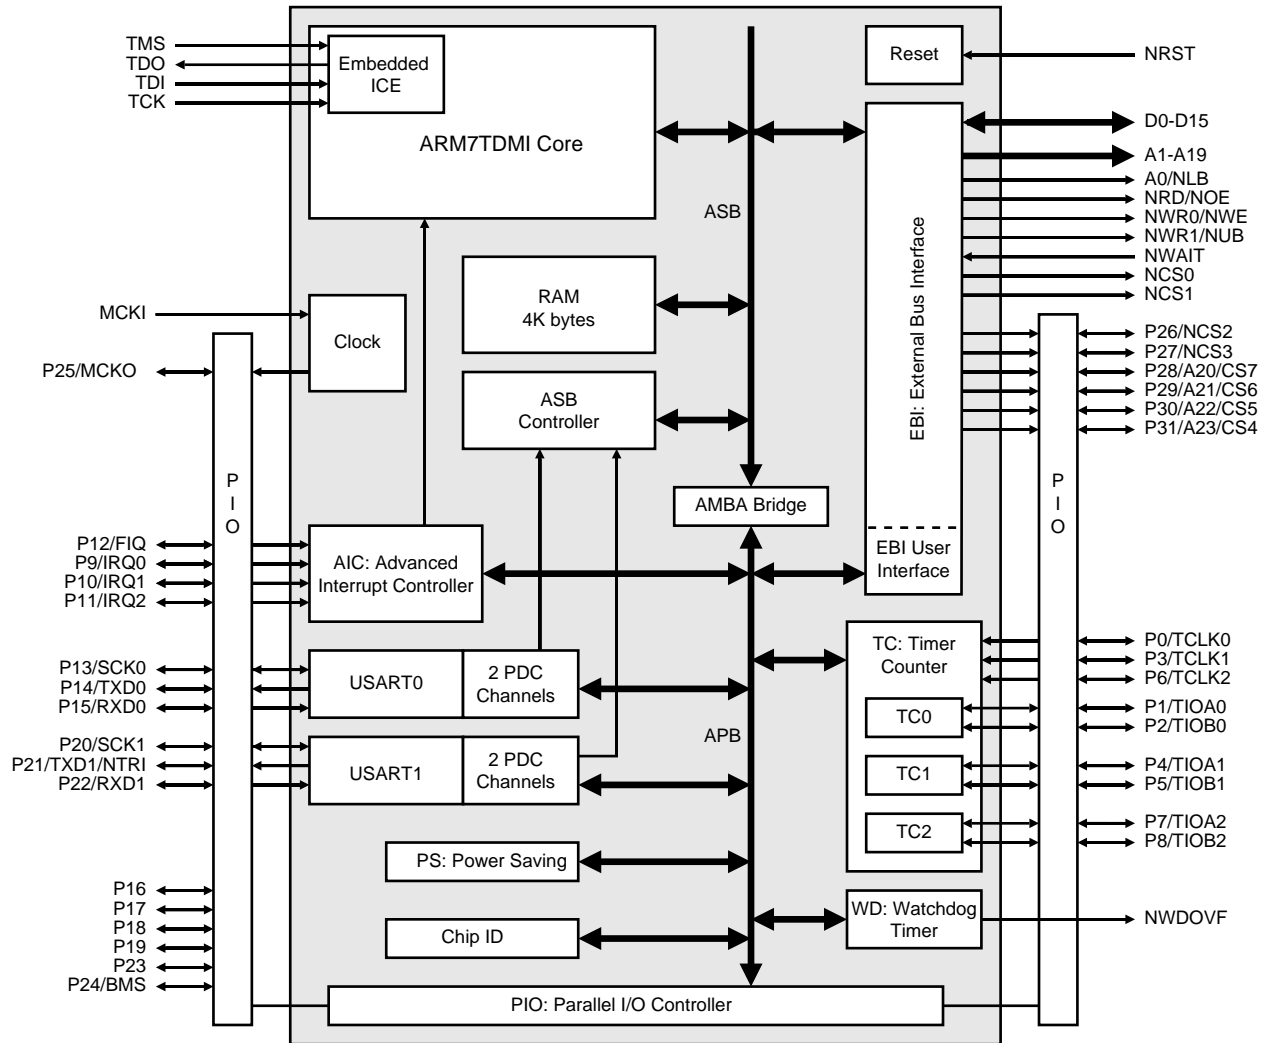 TMS
TDO
TDI
TCK
Embedded
ICE
ARM7TDMI Core
Reset
NRST
D0-D15
A1-A19
A0/NLB
NRD/NOE
NWR0/NWE
NWR1/NUB
NWAIT
NCS0
NCS1
ASB
EBI: External Bus Interface
RAM
4K bytes
MCKI
Clock
P25/MCKO
ASB
Controller
P26/NCS2
P27/NCS3
P28/A20/CS7
P29/A21/CS6
P30/A22/CS5
P31/A23/CS4
P
I
O
P
I
O
AMBA Bridge
P12/FIQ
P9/IRQ0
P10/IRQ1
P11/IRQ2
AIC: Advanced
Interrupt Controller
EBI User
Interface
P13/SCK0
P14/TXD0
P15/RXD0
USART0
2 PDC
Channels
TC: Timer
Counter
P0/TCLK0
P3/TCLK1
P6/TCLK2
TC0
P1/TIOA0
P2/TIOB0
APB
P20/SCK1
P21/TXD1/NTRI
P22/RXD1
USART1
2 PDC
Channels
TC1
P4/TIOA1
P5/TIOB1
TC2
P7/TIOA2
P8/TIOB2
PS: Power Saving
P16
P17
P18
P19
P23
P24/BMS
Chip ID
WD: Watchdog
Timer
NWDOVF
PIO: Parallel I/O Controller